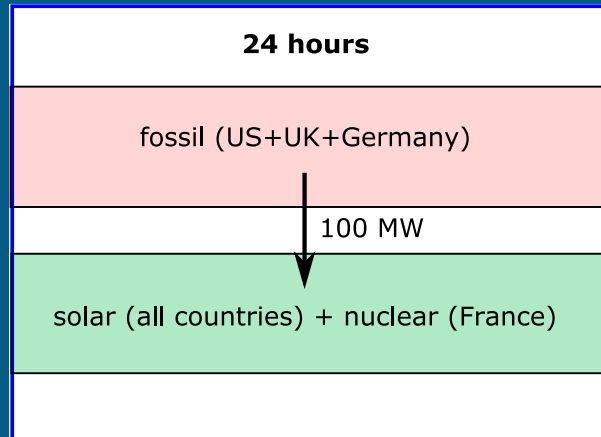 24 hours
fossil (US+UK+Germany)
100 MW
solar (all countries) + nuclear (France)